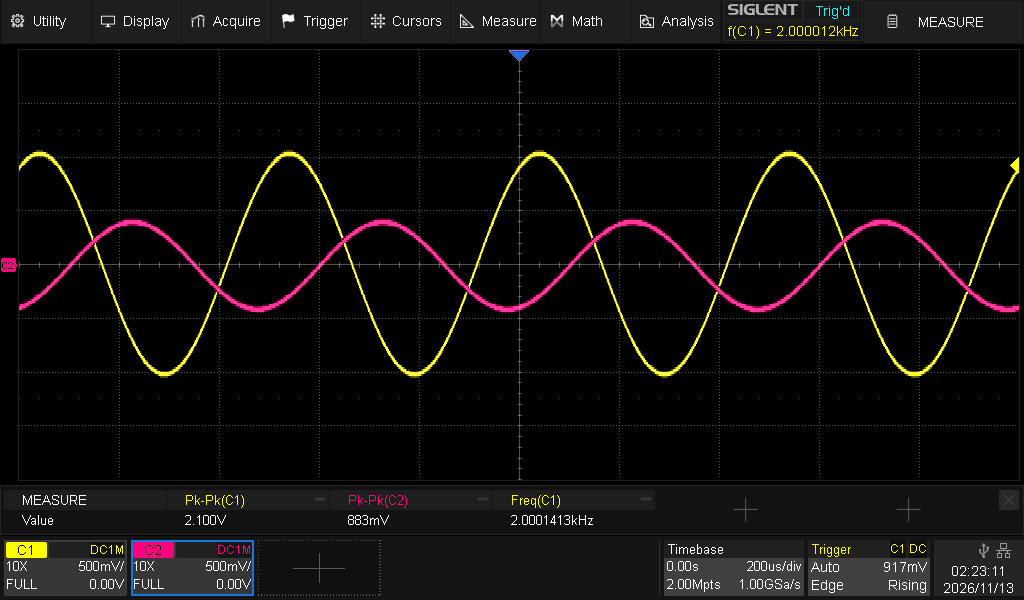 Utility Display Acquire Trigger Cursors Measure Math Analysis SIGLENT Trig'd MEASURE
f(C1) = 2.000012kHz
C2
MEASURE Pk-Pk(C1) Pk-Pk(C2) Freq(C1)
Value 2.100V 883mV 2.0001413kHz
C1 DC1M C2 DC1M Timebase Trigger C1 DC
10X 500mV/ 10X 500mV/ 0.00s 200us/div Auto 917mV 02:23:11
FULL 0.00V FULL 0.00V 2.00Mpts 1.00GSa/s Edge Rising 2026/11/13